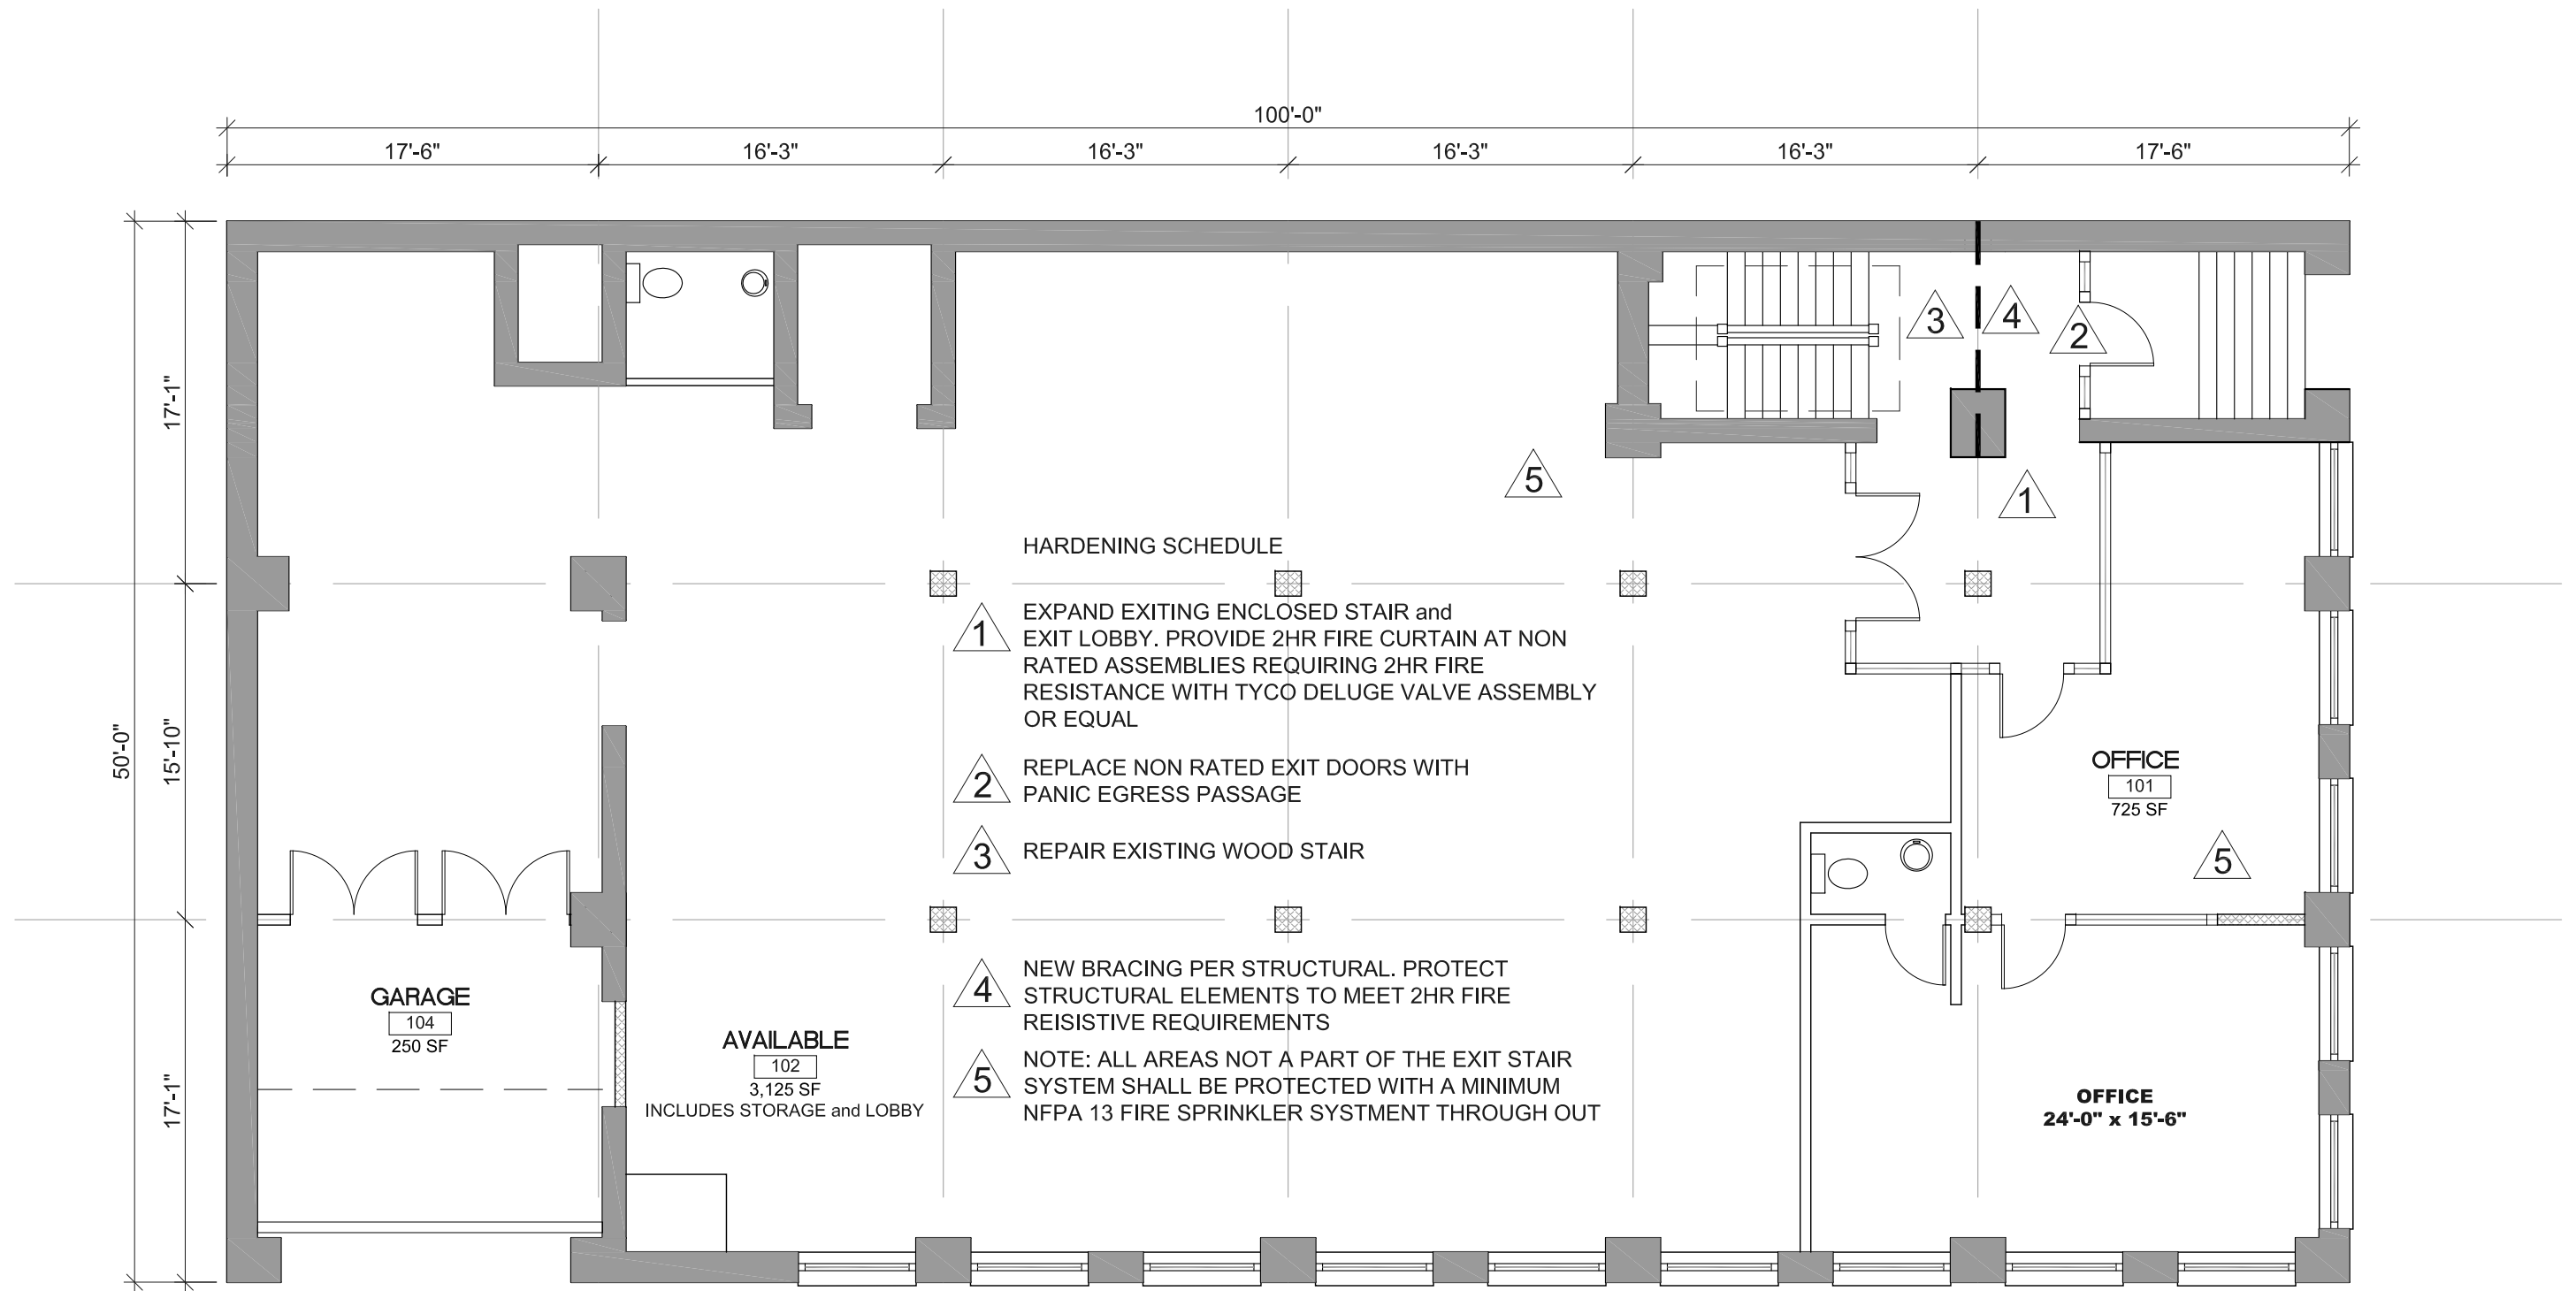 100'-0"
17'-6"
16'-3"
16'-3"
16'-3"
16'-3"
17'-6"
50'-0"
17'-1"
15'-10"
17'-1"
3
4
2
1
5
HARDENING SCHEDULE
1
EXPAND EXITING ENCLOSED STAIR and
EXIT LOBBY. PROVIDE 2HR FIRE CURTAIN AT NON
RATED ASSEMBLIES REQUIRING 2HR FIRE
RESISTANCE WITH TYCO DELUGE VALVE ASSEMBLY
OR EQUAL
2
REPLACE NON RATED EXIT DOORS WITH
PANIC EGRESS PASSAGE
3
REPAIR EXISTING WOOD STAIR
4
NEW BRACING PER STRUCTURAL. PROTECT
STRUCTURAL ELEMENTS TO MEET 2HR FIRE
REISISTIVE REQUIREMENTS
5
NOTE: ALL AREAS NOT A PART OF THE EXIT STAIR
SYSTEM SHALL BE PROTECTED WITH A MINIMUM
NFPA 13 FIRE SPRINKLER SYSTMENT THROUGH OUT
OFFICE
101
725 SF
5
GARAGE
104
250 SF
AVAILABLE
102
3,125 SF
INCLUDES STORAGE and LOBBY
OFFICE
24'-0" x 15'-6"